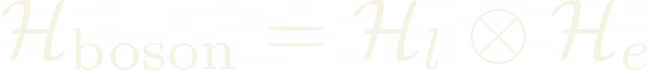 ℋ_boson = ℋ_l ⊗ ℋ_e